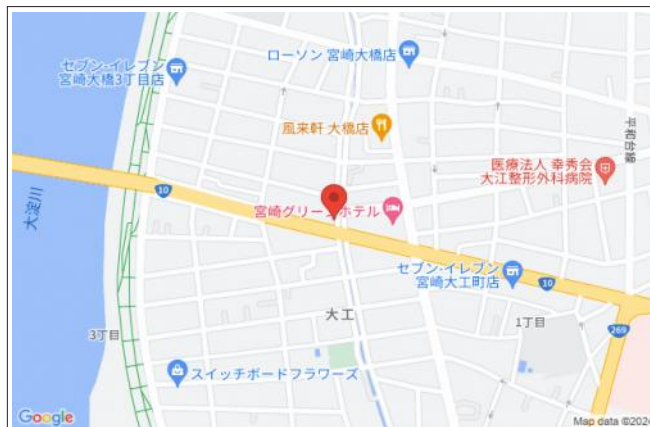 ローソン 宮崎大橋店
セブン-イレブン
宮崎大橋3丁目店
風来軒 大橋店
平和台線
医療法人 幸秀会
大江整形外科病院
10
大淀川
宮崎グリーンホテル
セブン-イレブン
宮崎大工町店
10
大工
1丁目
269
3丁目
スイッチボードフラワーズ
Google
Map data ©2024